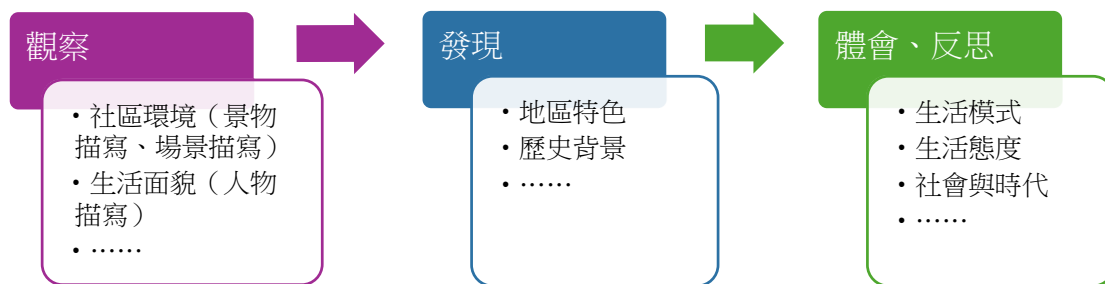 觀察
・社區環境（景物
描寫、場景描寫）
・生活面貌（人物
描寫）
・……
發現
・地區特色
・歷史背景
・……
體會、反思
・生活模式
・生活態度
・社會與時代
・……